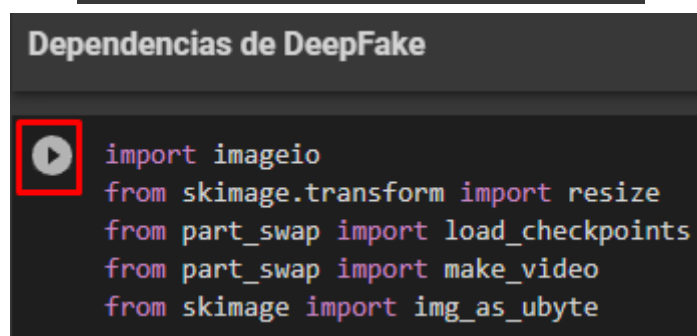 Dependencias de DeepFake
import imageio
from skimage.transform import resize
from part_swap import load_checkpoints
from part_swap import make_video
from skimage import img_as_ubyte